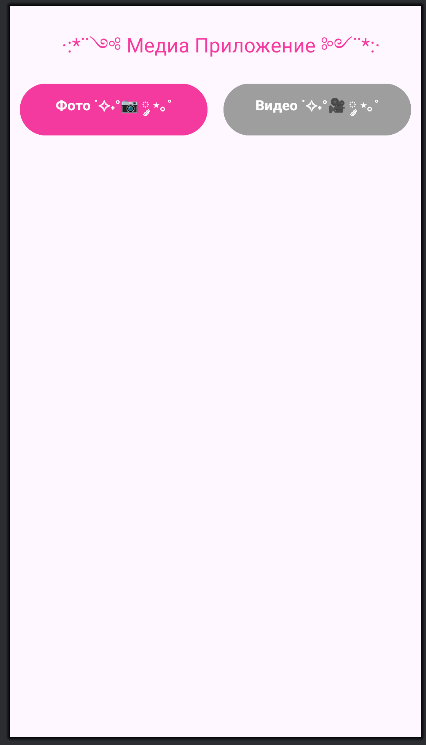 ·:*¨༺ Медиа Приложение ༻¨*:·
Фото ˙✧˖°📷 ༘ ⋆｡˚
Видео ˙✧˖°🎥 ༘ ⋆｡˚